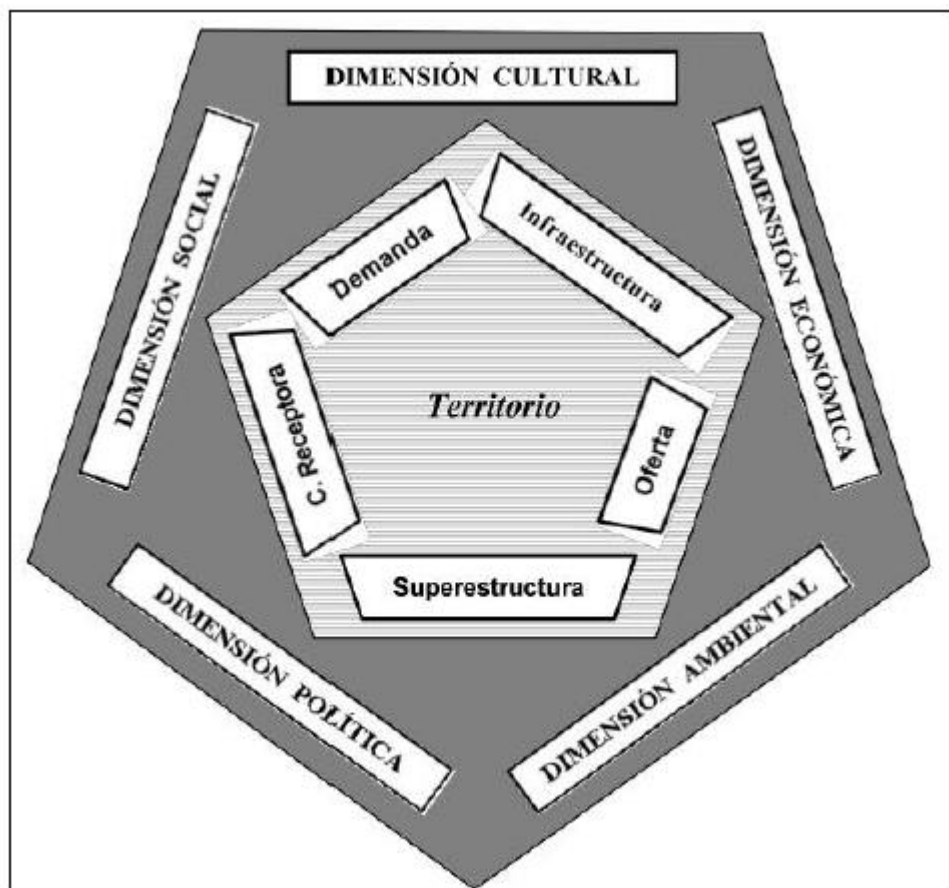 DIMENSIÓN CULTURAL
DIMENSIÓN SOCIAL
DIMENSIÓN ECONÓMICA
Demanda
Infraestructura
C. Receptora
Territorio
Oferta
Superestructura
DIMENSIÓN POLÍTICA
DIMENSIÓN AMBIENTAL